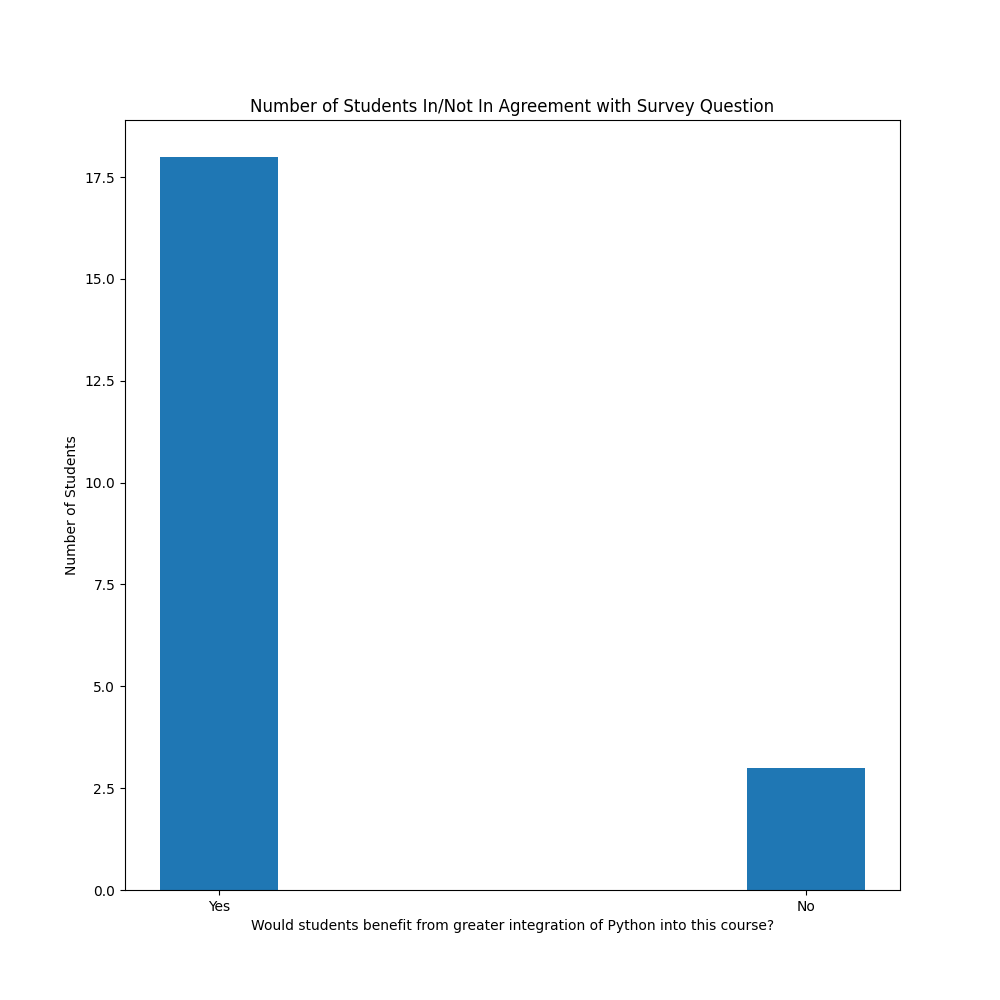 Number of Students In/Not In Agreement with Survey Question
17.5
15.0
12.5
10.0
7.5
5.0
2.5
0.0
Number of Students
Yes
No
Would students benefit from greater integration of Python into this course?